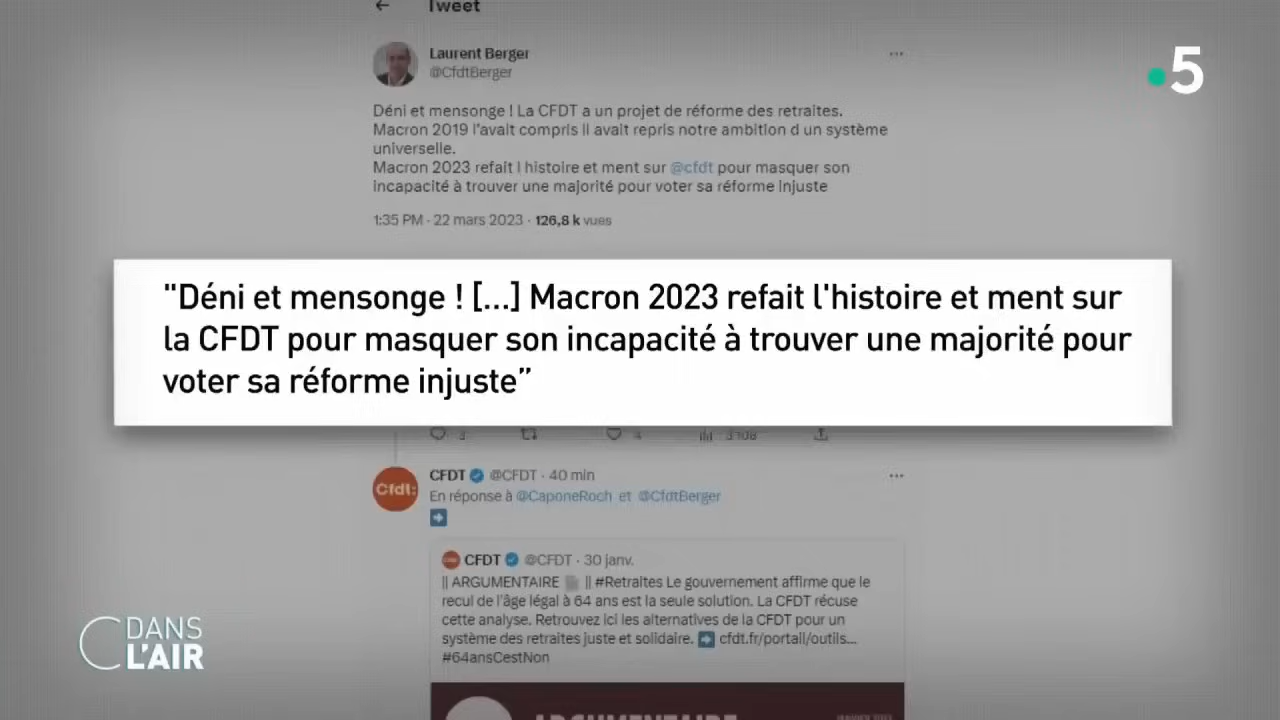 Tweet
Laurent Berger
@CfdtBerger
Déni et mensonge ! La CFDT a un projet de réforme des retraites.
Macron 2019 l'avait compris il avait repris notre ambition d un système
universelle.
Macron 2023 refait l histoire et ment sur @cfdt pour masquer son
incapacité à trouver une majorité pour voter sa réforme injuste
1:35 PM · 22 mars 2023 · 126,8 k vues
5
"Déni et mensonge ! [...] Macron 2023 refait l'histoire et ment sur
la CFDT pour masquer son incapacité à trouver une majorité pour
voter sa réforme injuste”
CFDT @CFDT · 40 min
Cfdt:
En réponse à @CaponeRoch et @CfdtBerger
CFDT @CFDT · 30 janv.
|| ARGUMENTAIRE || #Retraites Le gouvernement affirme que le
recul de l'âge légal à 64 ans est la seule solution. La CFDT récuse
cette analyse. Retrouvez ici les alternatives de la CFDT pour un
système des retraites juste et solidaire. cfdt.fr/portail/outils...
#64ansCestNon
C DANS
L'AIR